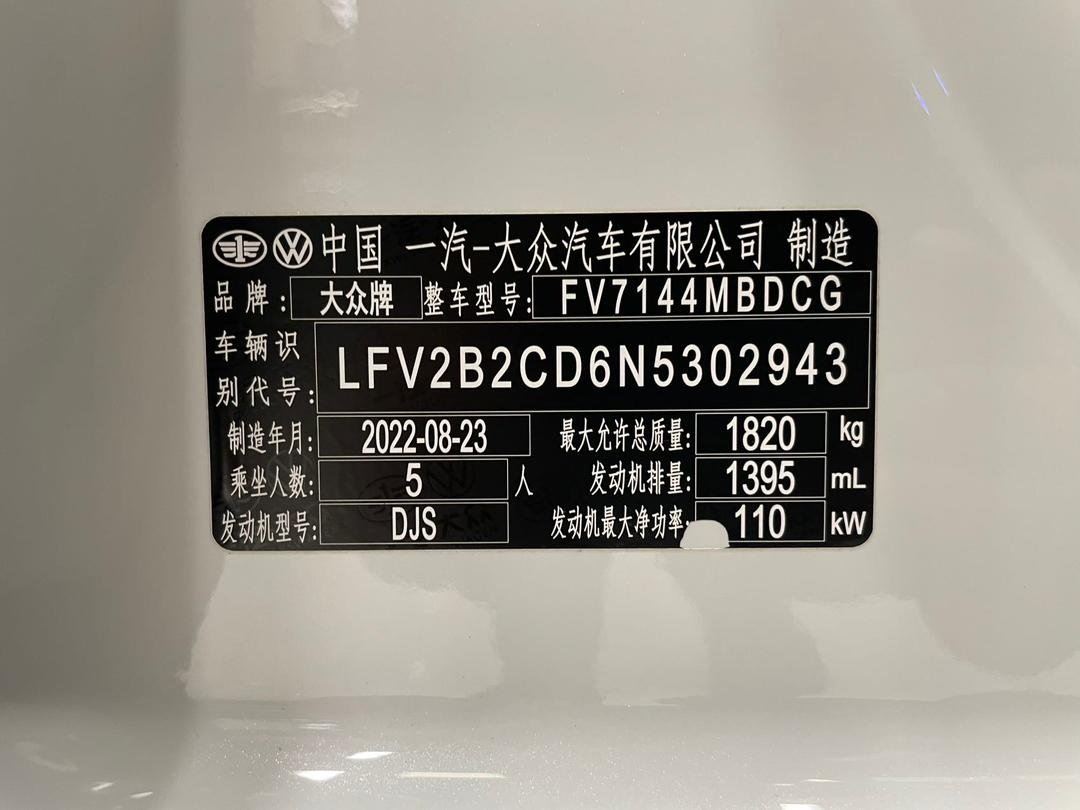 中国 一汽-大众汽车有限公司 制造
品牌: 大众牌 整车型号: FV7144MBDCG
车辆识别代号: LFV2B2CD6N5302943
制造年月: 2022-08-23 最大允许总质量: 1820 kg
乘坐人数: 5 人 发动机排量: 1395 mL
发动机型号: DJS 发动机最大净功率: 110 kW